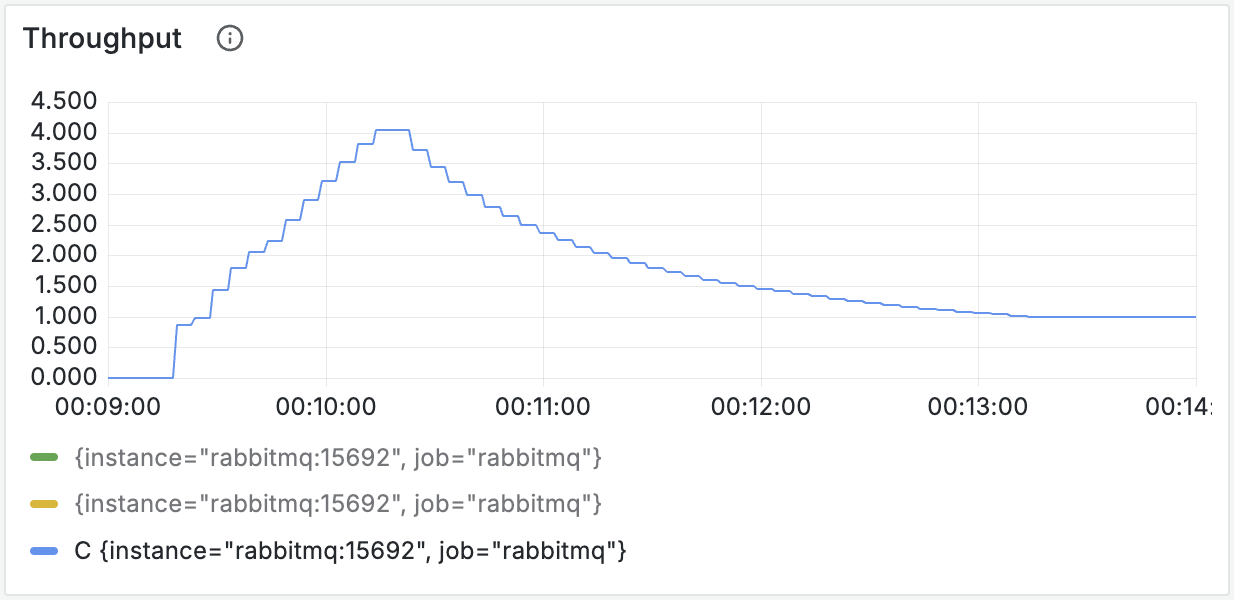 Throughput
4.500
4.000
3.500
3.000
2.500
2.000
1.500
1.000
0.500
0.000
00:09:00 00:10:00 00:11:00 00:12:00 00:13:00 00:14:
{instance="rabbitmq:15692", job="rabbitmq"}
{instance="rabbitmq:15692", job="rabbitmq"}
C {instance="rabbitmq:15692", job="rabbitmq"}